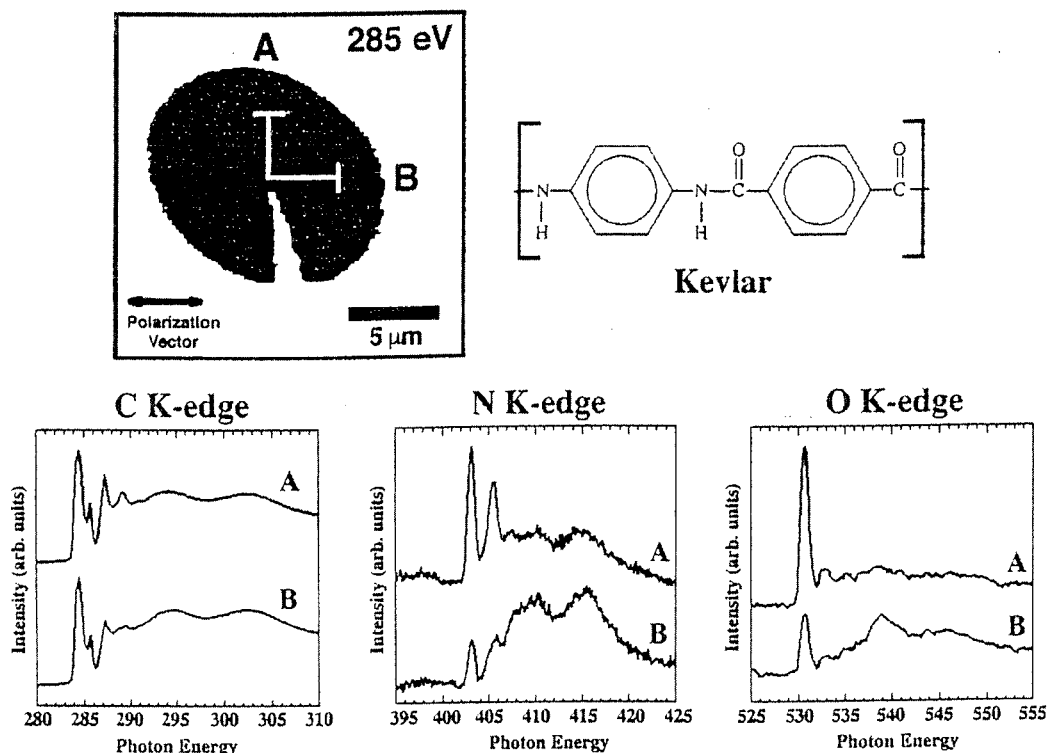 285 eV
A
B
Polarization
Vector
5 μm
O
O
N
N
C
C
H
H
Kevlar
C K-edge
N K-edge
O K-edge
Intensity (arb. units)
A
B
280 285 290 295 300 305 310
Photon Energy
Intensity (arb. units)
A
B
395 400 405 410 415 420 425
Photon Energy
Intensity (arb. units)
A
B
525 530 535 540 545 550 555
Photon Energy